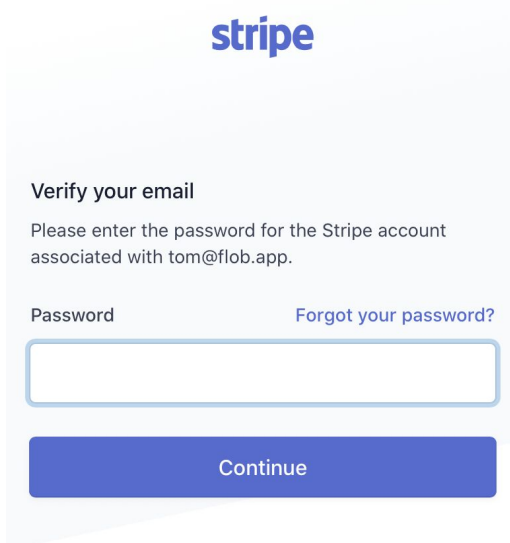 stripe
Verify your email
Please enter the password for the Stripe account
associated with tom@flob.app.
Password Forgot your password?
Continue